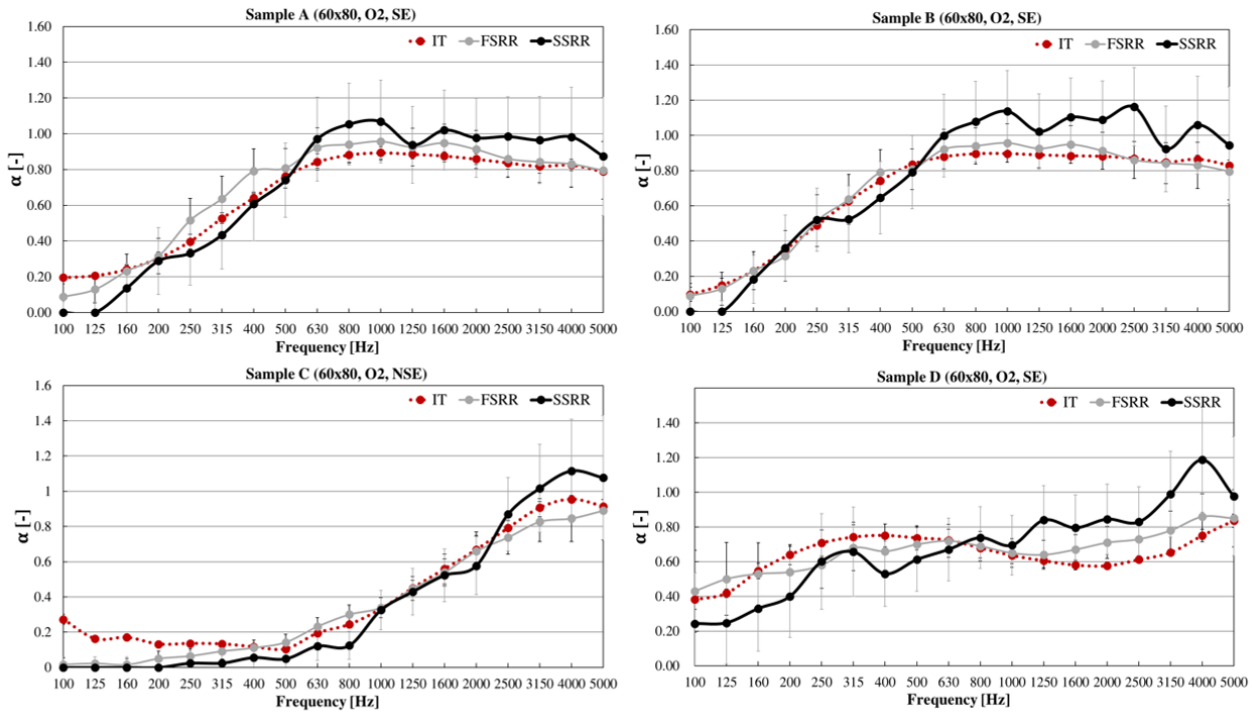 Sample A (60x80, O2, SE)
IT FSRR SSRR
1.60
1.40
1.20
1.00
0.80
0.60
0.40
0.20
0.00
α [-]
100 125 160 200 250 315 400 500 630 800 1000 1250 1600 2000 2500 3150 4000 5000
Frequency [Hz]
Sample B (60x80, O2, SE)
IT FSRR SSRR
1.60
1.40
1.20
1.00
0.80
0.60
0.40
0.20
0.00
α [-]
100 125 160 200 250 315 400 500 630 800 1000 1250 1600 2000 2500 3150 4000 5000
Frequency [Hz]
Sample C (60x80, O2, NSE)
IT FSRR SSRR
1.6
1.4
1.2
1
0.8
0.6
0.4
0.2
0
α [-]
100 125 160 200 250 315 400 500 630 800 1000 1250 1600 2000 2500 3150 4000 5000
Frequency [Hz]
Sample D (60x80, O2, SE)
IT FSRR SSRR
1.40
1.20
1.00
0.80
0.60
0.40
0.20
0.00
α [-]
100 125 160 200 250 315 400 500 630 800 1000 1250 1600 2000 2500 3150 4000 5000
Frequency [Hz]